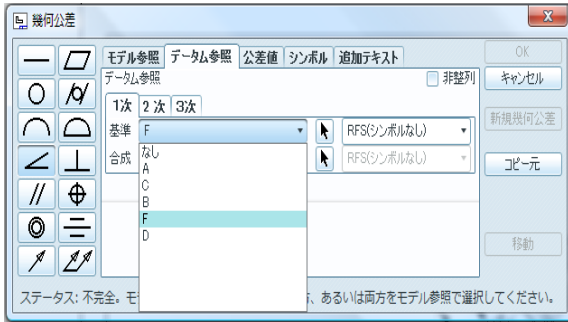 幾何公差
モデル参照 データム参照 公差値 シンボル 追加テキスト
OK
データム参照
非整列
キャンセル
1次 2 次 3次
基準 F RFS(シンボルなし)
新規幾何公差
合成 なし RFS(シンボルなし)
コピー元
A
C
B
F
D
移動
ステータス: 不完全。モ
、あるいは両方をモデル参照で選択してください。